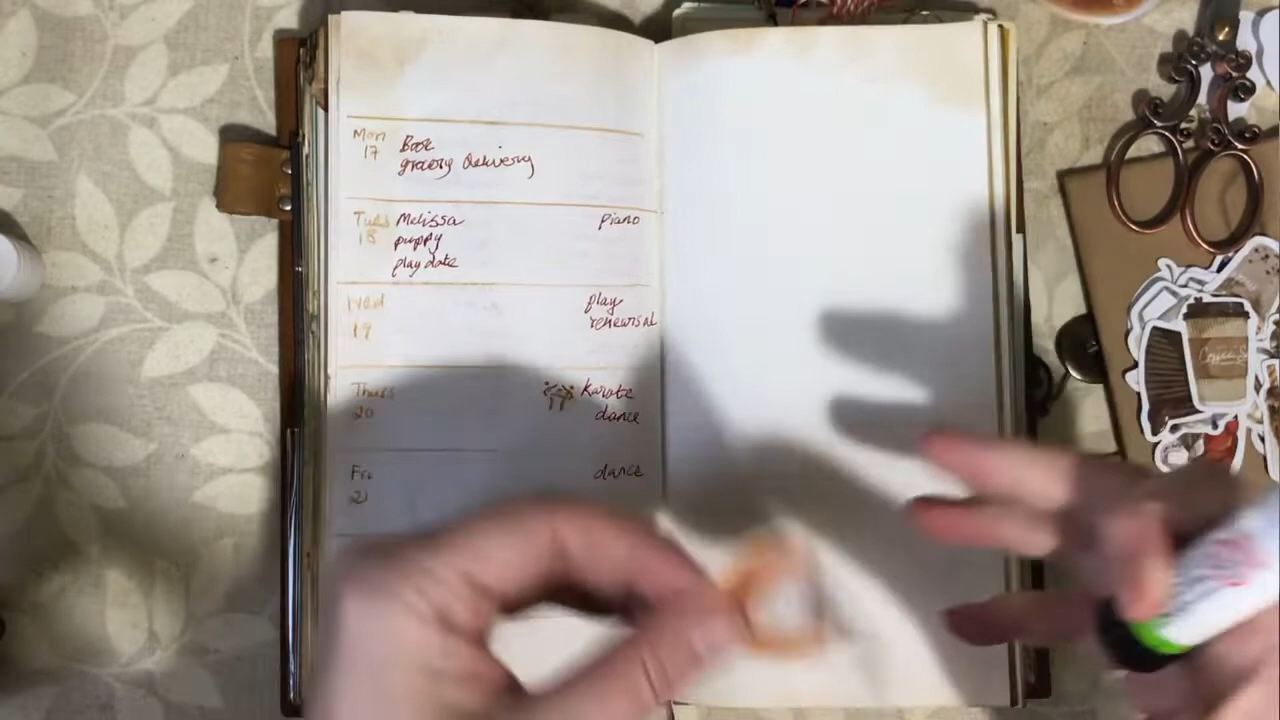 Mon
17
Book
grocery delivery
Tues
18
Melissa
puppy
play date
piano
Wed
19
play
rehearsal
Thurs
20
karate
dance
Fri
21
dance